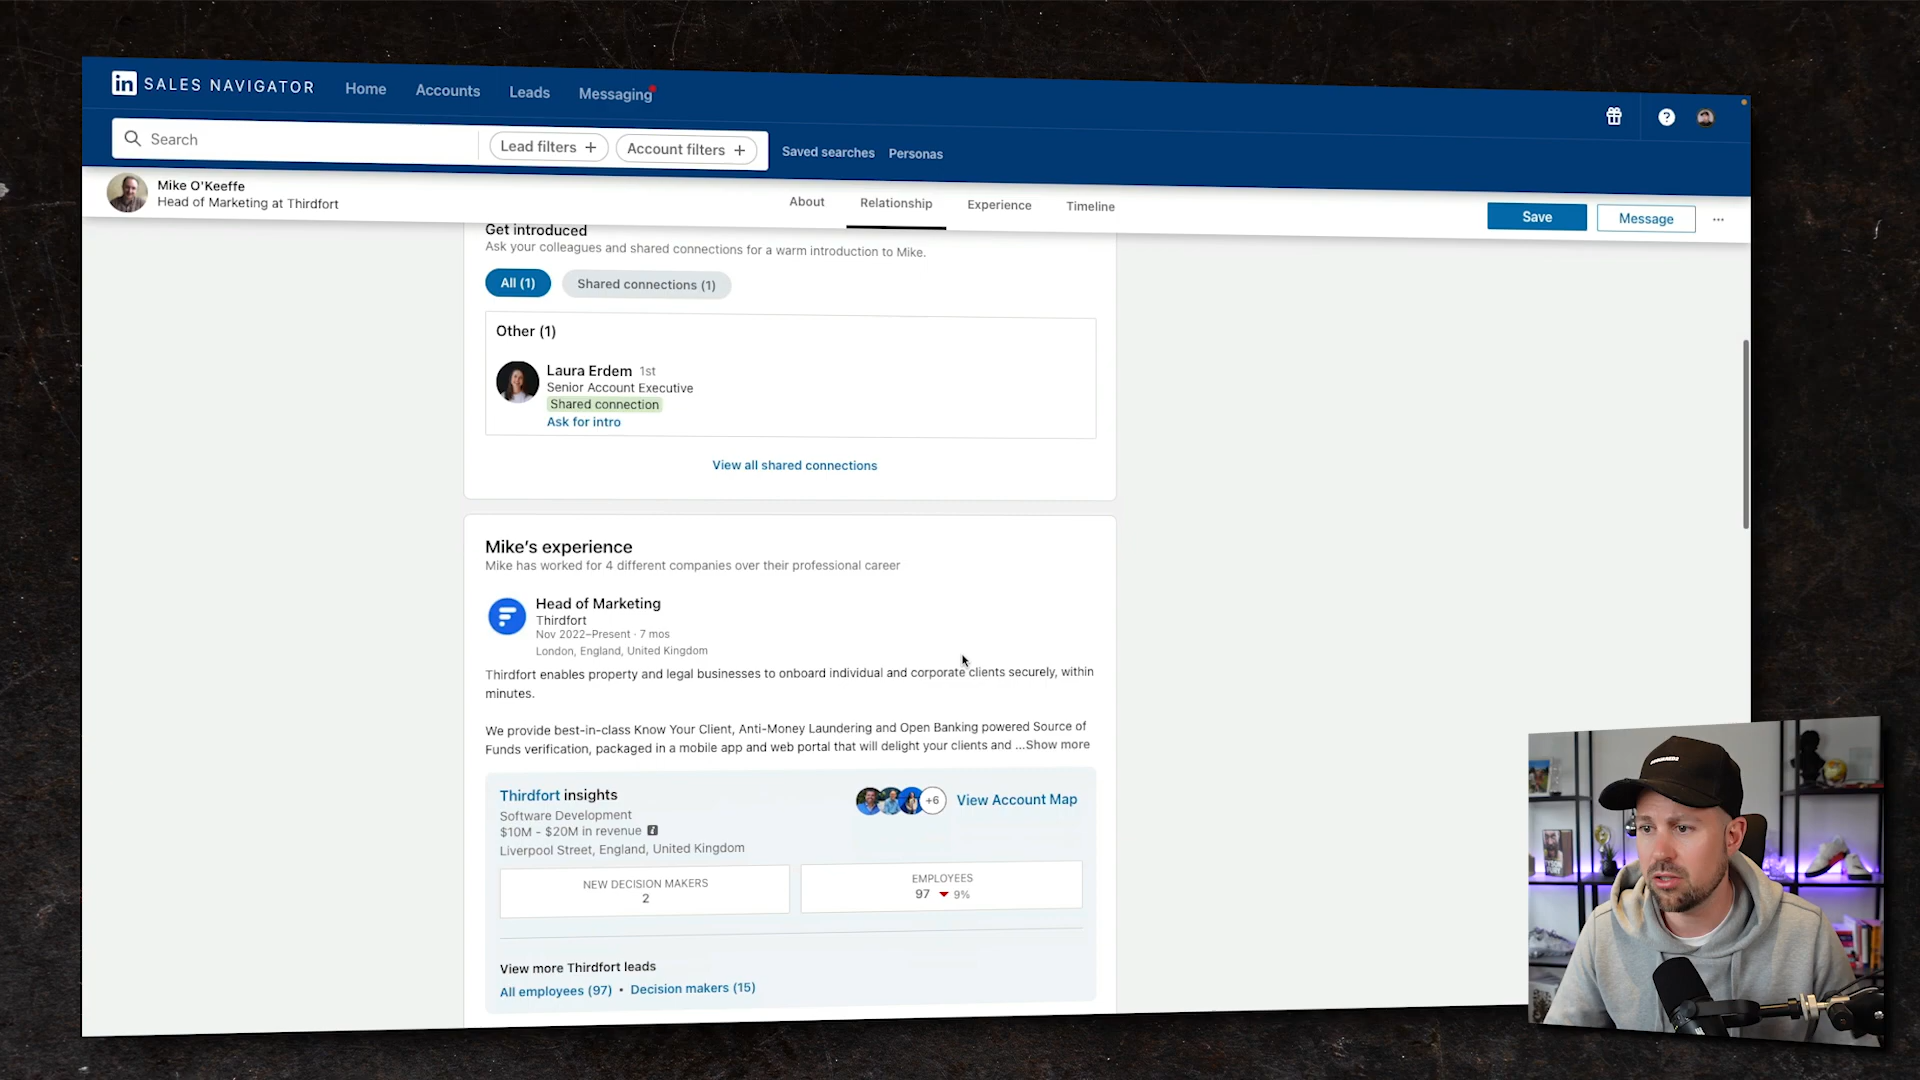 in SALES NAVIGATOR
Home
Accounts
Leads
Messaging
Search
Lead filters +
Account filters +
Saved searches
Personas
?
Mike O'Keeffe
Head of Marketing at Thirdfort
About
Relationship
Experience
Timeline
Save
Message
...
Get introduced
Ask your colleagues and shared connections for a warm introduction to Mike.
All (1)
Shared connections (1)
Other (1)
Laura Erdem 1st
Senior Account Executive
Shared connection
Ask for intro
View all shared connections
Mike's experience
Mike has worked for 4 different companies over their professional career
Head of Marketing
Thirdfort
Nov 2022–Present · 7 mos
London, England, United Kingdom
Thirdfort enables property and legal businesses to onboard individual and corporate clients securely, within
minutes.
We provide best-in-class Know Your Client, Anti-Money Laundering and Open Banking powered Source of
Funds verification, packaged in a mobile app and web portal that will delight your clients and ...Show more
Thirdfort insights
Software Development
$10M - $20M in revenue
Liverpool Street, England, United Kingdom
+6
View Account Map
NEW DECISION MAKERS
2
EMPLOYEES
97 9%
View more Thirdfort leads
All employees (97) • Decision makers (15)